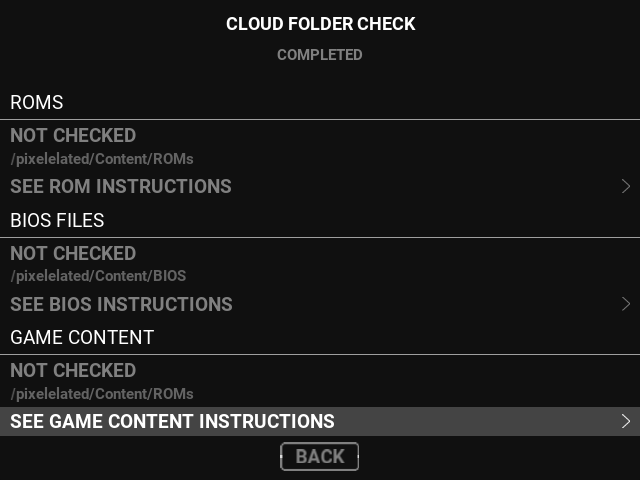 CLOUD FOLDER CHECK
COMPLETED
ROMS
NOT CHECKED
/pixelelated/Content/ROMs
SEE ROM INSTRUCTIONS
BIOS FILES
NOT CHECKED
/pixelelated/Content/BIOS
SEE BIOS INSTRUCTIONS
GAME CONTENT
NOT CHECKED
/pixelelated/Content/ROMs
SEE GAME CONTENT INSTRUCTIONS
BACK